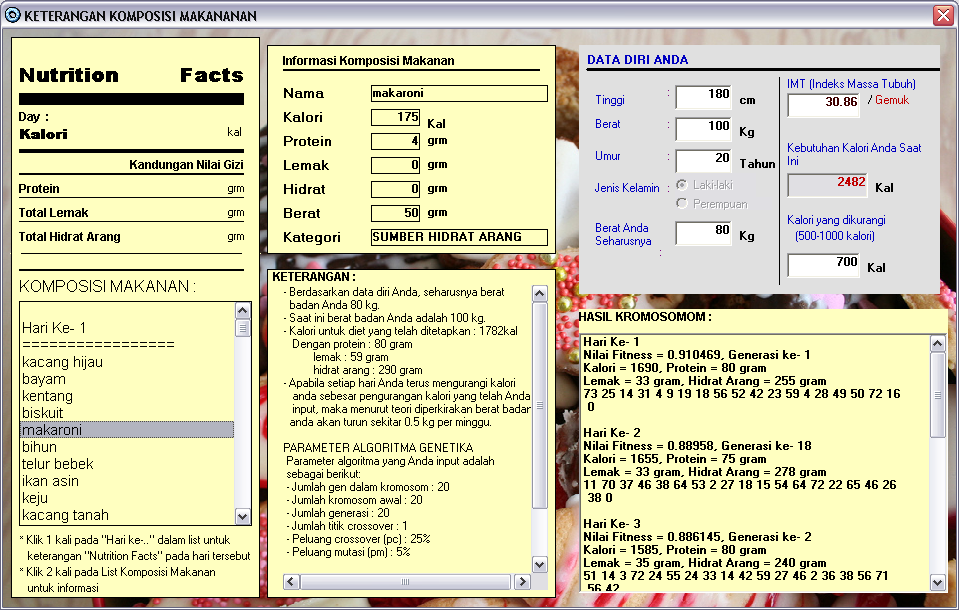 KETERANGAN KOMPOSISI MAKANANAN
Nutrition Facts
Day :
Kalori kal
Kandungan Nilai Gizi
Protein grm
Total Lemak grm
Total Hidrat Arang grm
KOMPOSISI MAKANAN :
Hari Ke- 1
=================
kacang hijau
bayam
kentang
biskuit
makaroni
bihun
telur bebek
ikan asin
keju
kacang tanah
* Klik 1 kali pada "Hari ke-.." dalam list untuk
keterangan "Nutrition Facts" pada hari tersebut
* Klik 2 kali pada List Komposisi Makanan
untuk informasi
Informasi Komposisi Makanan
Nama makaroni
Kalori 175 Kal
Protein 4 grm
Lemak 0 grm
Hidrat 0 grm
Berat 50 grm
Kategori SUMBER HIDRAT ARANG
KETERANGAN :
- Berdasarkan data diri Anda, seharusnya berat
badan Anda 80 kg.
- Saat ini berat badan Anda adalah 100 kg.
- Kalori untuk diet yang telah ditetapkan : 1782kal
Dengan protein : 80 gram
lemak : 59 gram
hidrat arang : 290 gram
- Apabila setiap hari Anda terus mengurangi kalori
anda sebesar pengurangan kalori yang telah Anda
input, maka menurut teori diperkirakan berat badan
anda akan turun sekitar 0.5 kg per minggu.
PARAMETER ALGORITMA GENETIKA
Parameter algoritma yang Anda input adalah
sebagai berikut:
- Jumlah gen dalam kromosom : 20
- Jumlah kromosom awal : 20
- Jumlah generasi : 20
- Jumlah titik crossover : 1
- Peluang crossover (pc) : 25%
- Peluang mutasi (pm) : 5%
DATA DIRI ANDA
Tinggi : 180 cm
Berat : 100 Kg
Umur : 20 Tahun
Jenis Kelamin : Laki-laki
Perempuan
Berat Anda
Seharusnya : 80 Kg
IMT (Indeks Massa Tubuh)
30.86 / Gemuk
Kebutuhan Kalori Anda Saat
Ini
2482 Kal
Kalori yang dikurangi
(500-1000 kalori)
700 Kal
HASIL KROMOSOMOM :
Hari Ke- 1
Nilai Fitness = 0.910469, Generasi ke- 1
Kalori = 1690, Protein = 80 gram
Lemak = 33 gram, Hidrat Arang = 255 gram
73 25 14 31 4 9 19 18 56 52 42 23 59 4 28 49 50 72 16
0
Hari Ke- 2
Nilai Fitness = 0.88958, Generasi ke- 18
Kalori = 1655, Protein = 75 gram
Lemak = 33 gram, Hidrat Arang = 278 gram
11 70 37 46 38 64 53 2 27 18 15 54 64 72 22 65 46 26
38 0
Hari Ke- 3
Nilai Fitness = 0.886145, Generasi ke- 2
Kalori = 1585, Protein = 80 gram
Lemak = 35 gram, Hidrat Arang = 240 gram
51 14 3 72 24 55 24 33 14 42 59 27 46 2 36 38 56 71
56 42